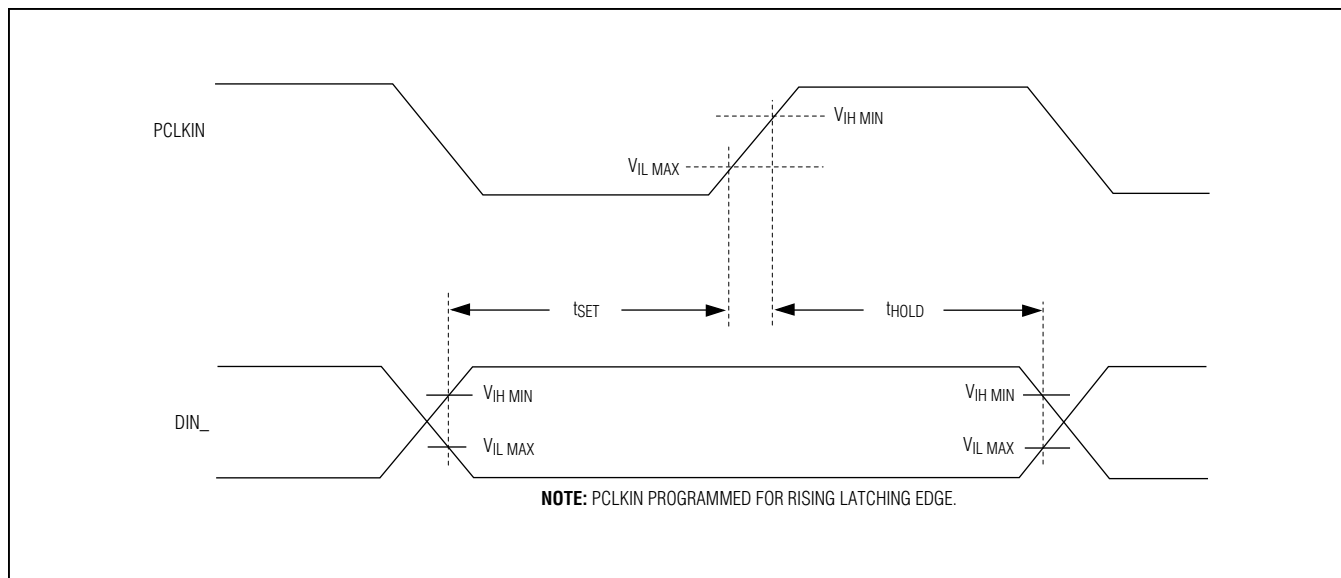 PCLKIN
VIH MIN
VIL MAX
tSET
tHOLD
DIN_
VIH MIN
VIH MIN
VIL MAX
VIL MAX
NOTE: PCLKIN PROGRAMMED FOR RISING LATCHING EDGE.